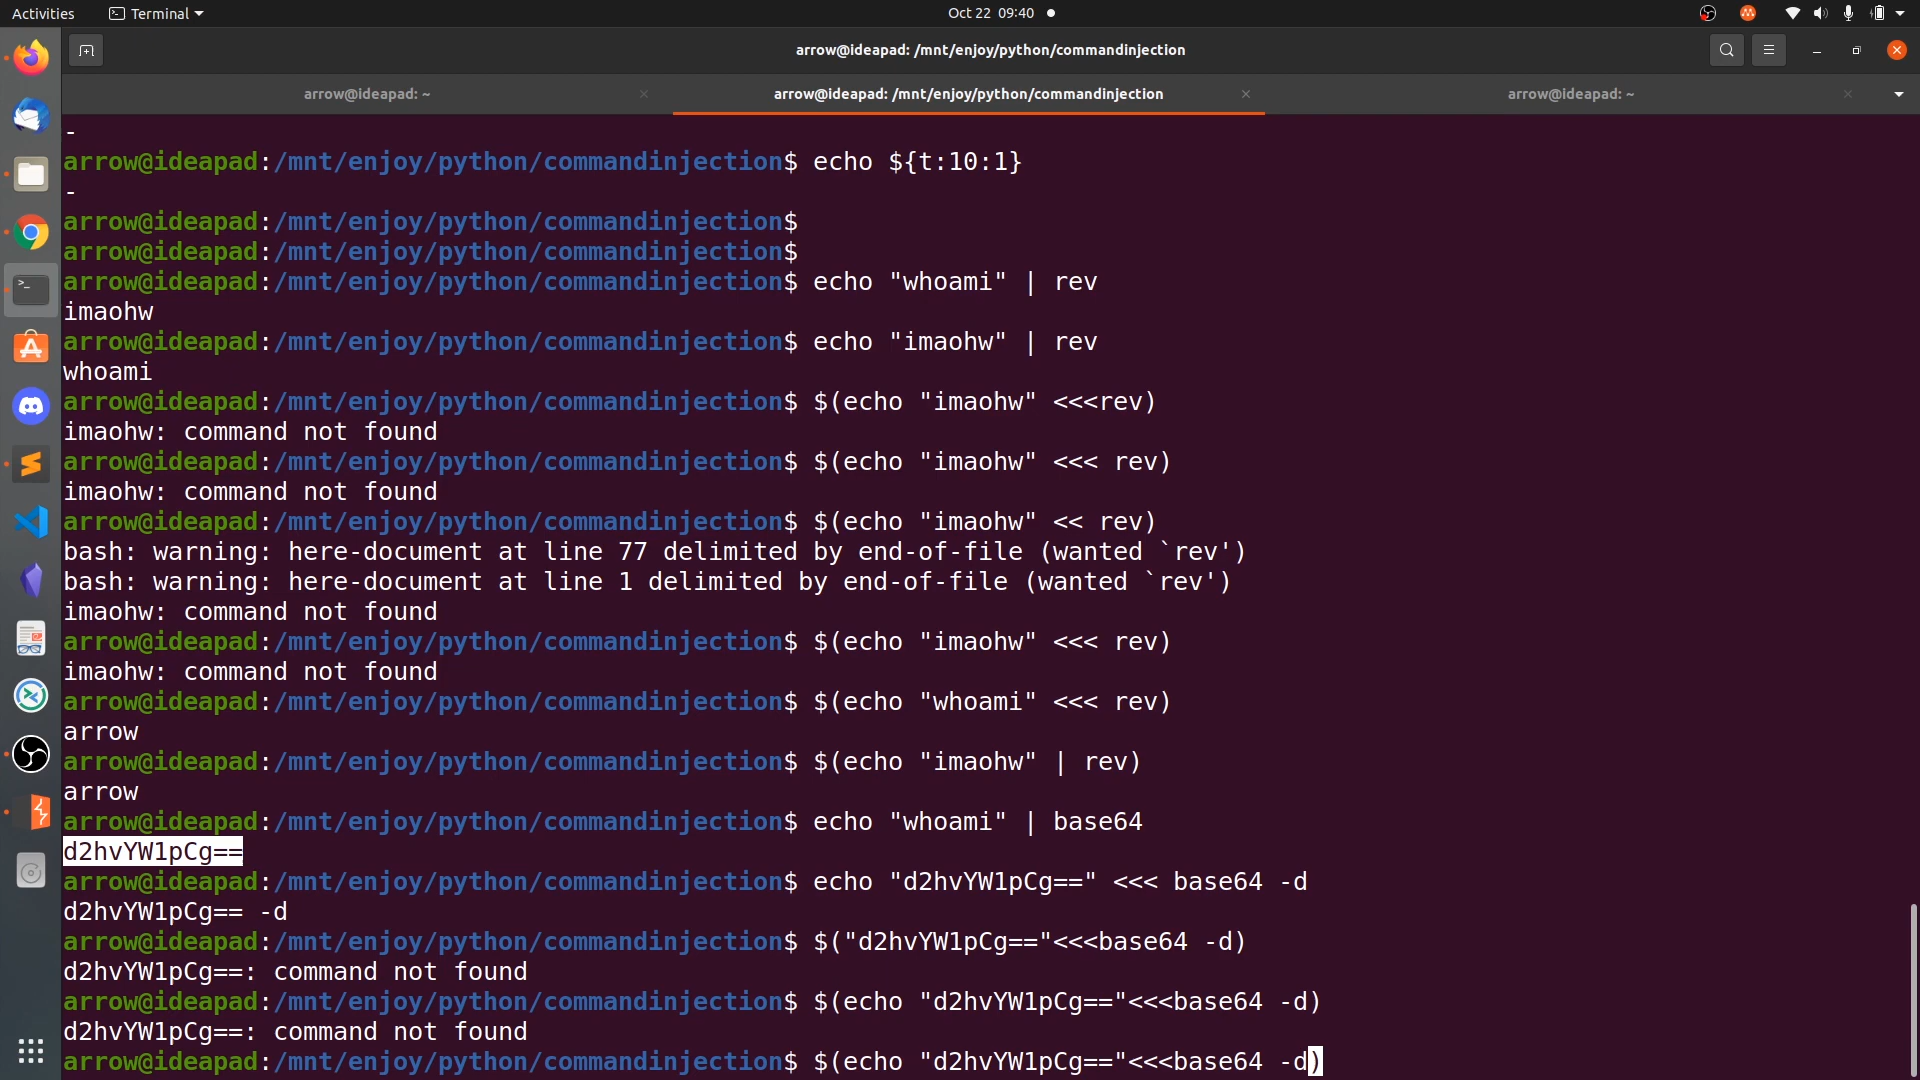 Activities
Terminal
Oct 22 09:40
arrow@ideapad: /mnt/enjoy/python/commandinjection
arrow@ideapad: ~
arrow@ideapad: /mnt/enjoy/python/commandinjection
arrow@ideapad: ~
-
arrow@ideapad:/mnt/enjoy/python/commandinjection$ echo ${t:10:1}
-
arrow@ideapad:/mnt/enjoy/python/commandinjection$
arrow@ideapad:/mnt/enjoy/python/commandinjection$
arrow@ideapad:/mnt/enjoy/python/commandinjection$ echo "whoami" | rev
imaohw
arrow@ideapad:/mnt/enjoy/python/commandinjection$ echo "imaohw" | rev
whoami
arrow@ideapad:/mnt/enjoy/python/commandinjection$ $(echo "imaohw" <<<rev)
imaohw: command not found
arrow@ideapad:/mnt/enjoy/python/commandinjection$ $(echo "imaohw" <<< rev)
imaohw: command not found
arrow@ideapad:/mnt/enjoy/python/commandinjection$ $(echo "imaohw" << rev)
bash: warning: here-document at line 77 delimited by end-of-file (wanted `rev')
bash: warning: here-document at line 1 delimited by end-of-file (wanted `rev')
imaohw: command not found
arrow@ideapad:/mnt/enjoy/python/commandinjection$ $(echo "imaohw" <<< rev)
imaohw: command not found
arrow@ideapad:/mnt/enjoy/python/commandinjection$ $(echo "whoami" <<< rev)
arrow
arrow@ideapad:/mnt/enjoy/python/commandinjection$ $(echo "imaohw" | rev)
arrow
arrow@ideapad:/mnt/enjoy/python/commandinjection$ echo "whoami" | base64
d2hvYW1pCg==
arrow@ideapad:/mnt/enjoy/python/commandinjection$ echo "d2hvYW1pCg==" <<< base64 -d
d2hvYW1pCg== -d
arrow@ideapad:/mnt/enjoy/python/commandinjection$ $("d2hvYW1pCg=="<<<base64 -d)
d2hvYW1pCg==: command not found
arrow@ideapad:/mnt/enjoy/python/commandinjection$ $(echo "d2hvYW1pCg=="<<<base64 -d)
d2hvYW1pCg==: command not found
arrow@ideapad:/mnt/enjoy/python/commandinjection$ $(echo "d2hvYW1pCg=="<<<base64 -d)